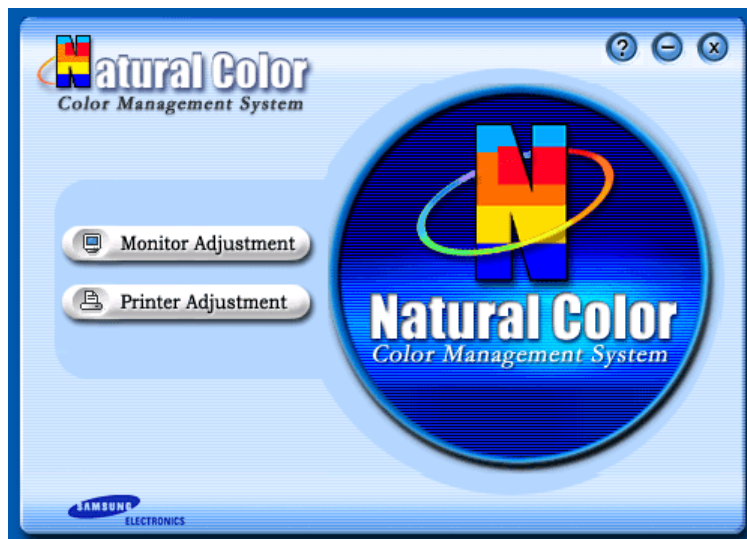 Natural Color
Color Management System
? – x
Monitor Adjustment
Printer Adjustment
N
Natural Color
Color Management System
SAMSUNG
ELECTRONICS